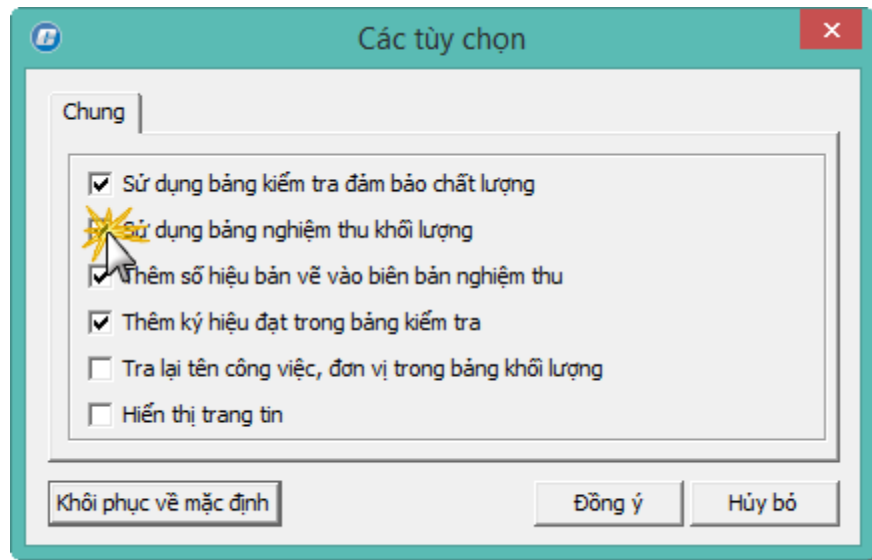 Các tùy chọn
Chung
Sử dụng bảng kiểm tra đảm bảo chất lượng
Sử dụng bảng nghiệm thu khối lượng
Thêm số hiệu bản vẽ vào biên bản nghiệm thu
Thêm ký hiệu đạt trong bảng kiểm tra
Tra lại tên công việc, đơn vị trong bảng khối lượng
Hiển thị trang tin
Khôi phục về mặc định Đồng ý Hủy bỏ